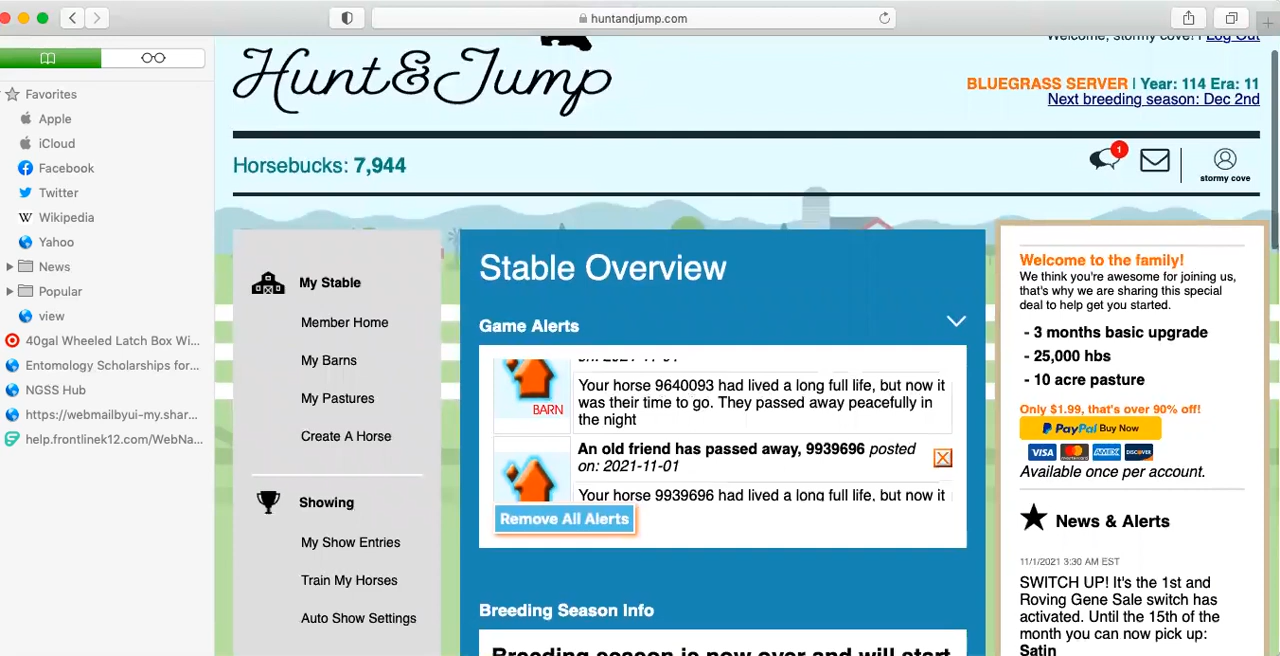 huntandjump.com
Favorites
Apple
iCloud
Facebook
Twitter
Wikipedia
Yahoo
News
Popular
view
40gal Wheeled Latch Box Wi...
Entomology Scholarships for...
NGSS Hub
https://webmailbyui-my.shar...
help.frontlinek12.com/WebNa...
Hunt&Jump
Welcome, stormy cove! | Log Out
BLUEGRASS SERVER | Year: 114 Era: 11
Next breeding season: Dec 2nd
Horsebucks: 7,944
1
stormy cove
My Stable
Member Home
My Barns
My Pastures
Create A Horse
Showing
My Show Entries
Train My Horses
Auto Show Settings
Stable Overview
Game Alerts
on: 2021-11-01
BARN
Your horse 9640093 had lived a long full life, but now it
was their time to go. They passed away peacefully in
the night
An old friend has passed away, 9939696 posted
on: 2021-11-01
Your horse 9939696 had lived a long full life, but now it
Remove All Alerts
Breeding Season Info
Breeding season is now over and will start
Welcome to the family!
We think you're awesome for joining us,
that's why we are sharing this special
deal to help get you started.
- 3 months basic upgrade
- 25,000 hbs
- 10 acre pasture
Only $1.99, that's over 90% off!
PayPal Buy Now
VISA
AMEX
DISCOVER
Available once per account.
News & Alerts
11/1/2021 3:30 AM EST
SWITCH UP! It's the 1st and
Roving Gene Sale switch has
activated. Until the 15th of the
month you can now pick up:
Satin